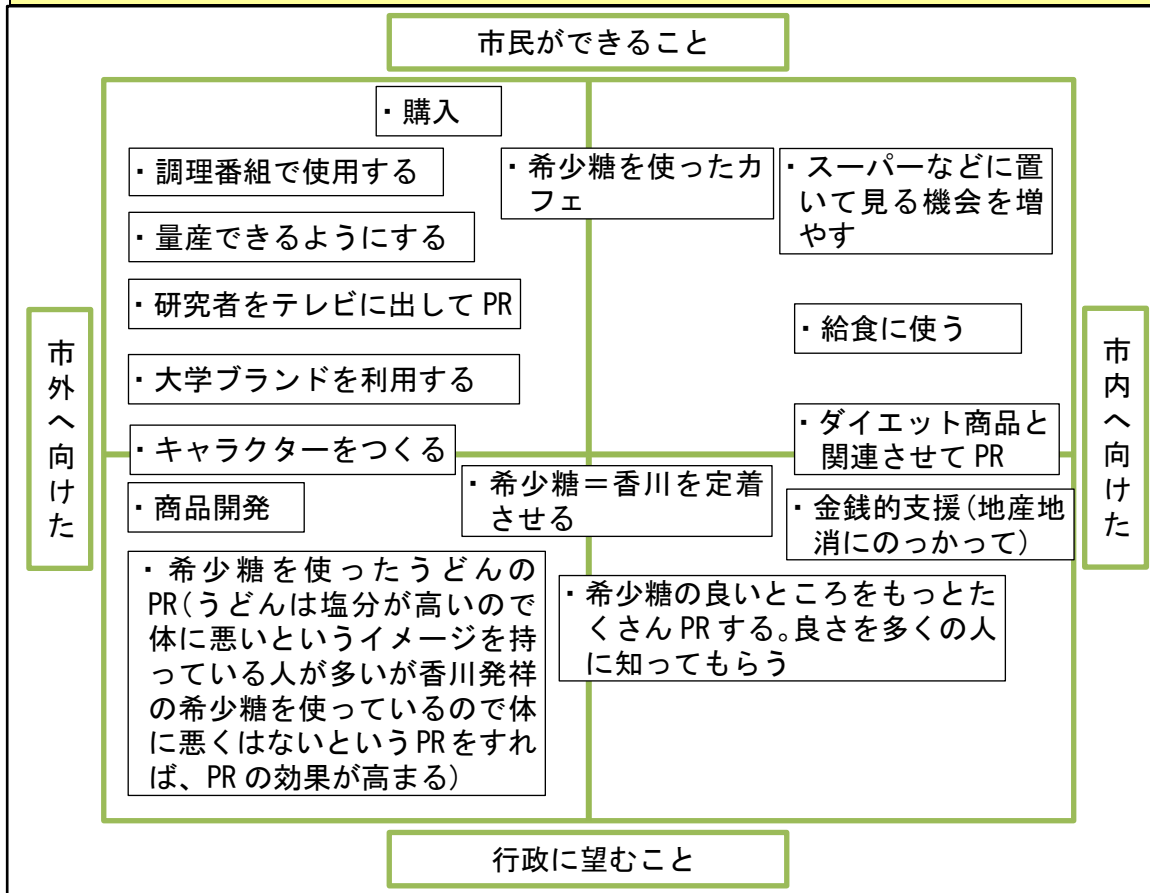 市民ができること
・購入
・調理番組で使用する
・希少糖を使ったカ
フェ
・スーパーなどに置
いて見る機会を増
やす
・量産できるようにする
・研究者をテレビに出して PR
・給食に使う
市外へ向けた
市内へ向けた
・大学ブランドを利用する
・キャラクターをつくる
・ダイエット商品と
関連させて PR
・商品開発
・希少糖＝香川を定着
させる
・金銭的支援(地産地
消にのっかって)
・希少糖を使ったうどんの
PR(うどんは塩分が高いので
体に悪いというイメージを持
っている人が多いが香川発祥
の希少糖を使っているので体
に悪くはないという PR をすれ
ば、PR の効果が高まる)
・希少糖の良いところをもっとた
くさん PR する。良さを多くの人
に知ってもらう
行政に望むこと